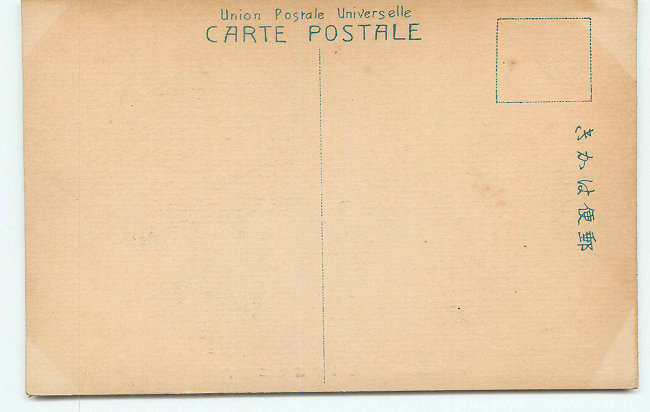 Union Postale Universelle
CARTE POSTALE
郵便はかき